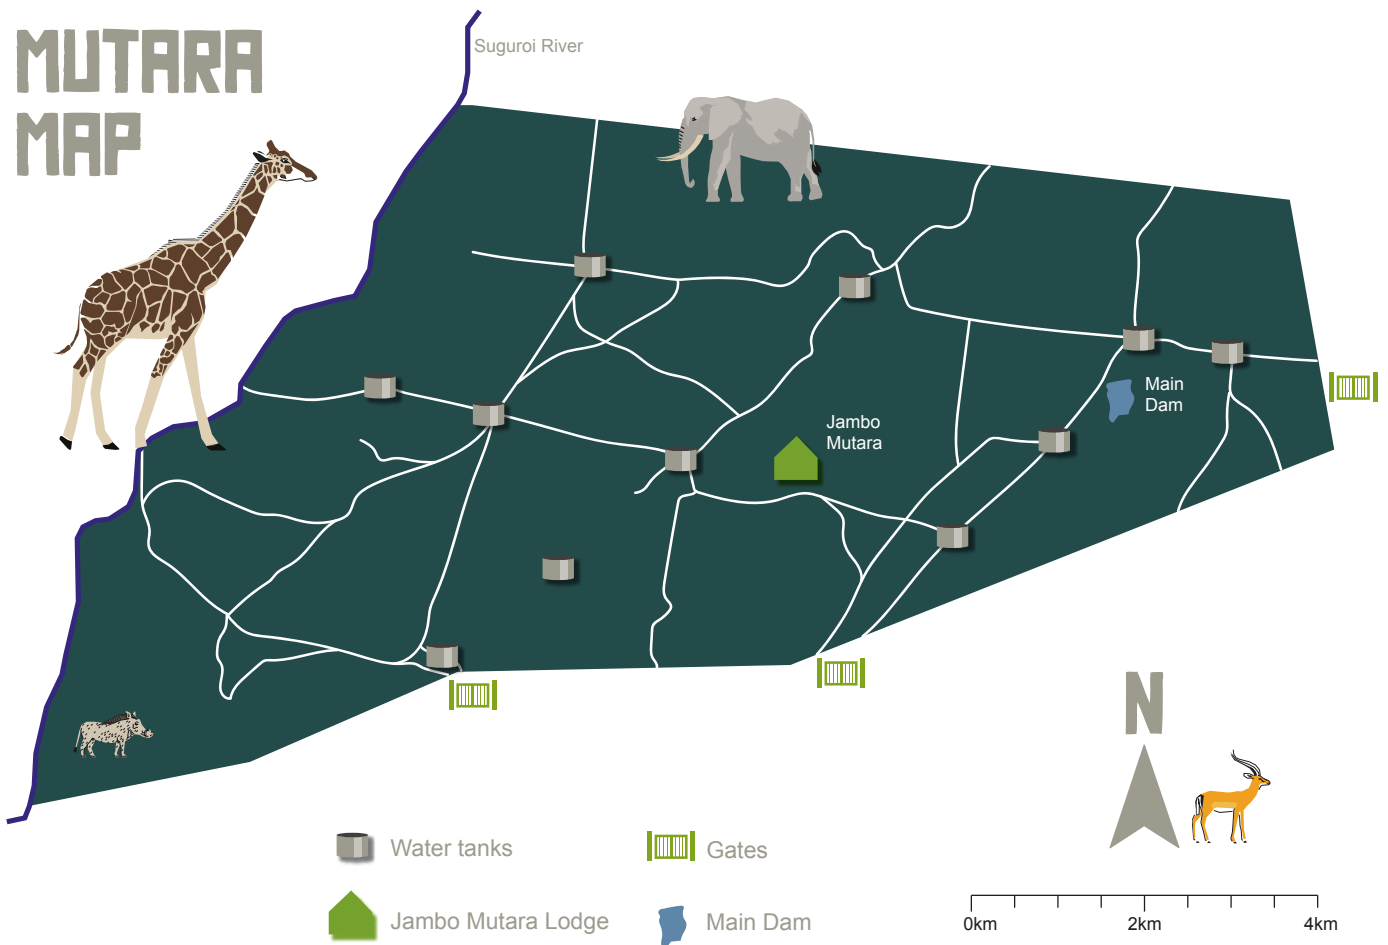 MUTARA
MAP
Suguroi River
Main
Dam
Jambo
Mutara
N
Water tanks
Gates
Jambo Mutara Lodge
Main Dam
0km
2km
4km